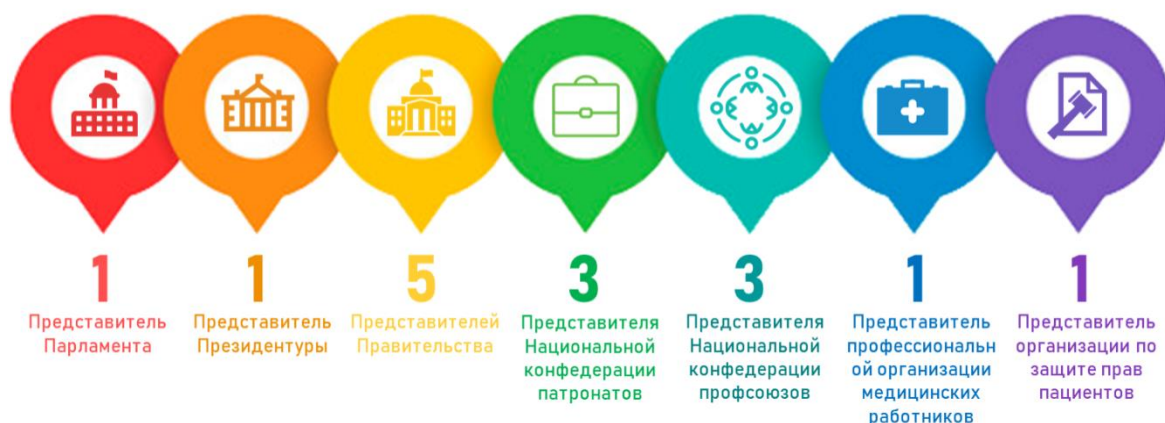 1
Представитель
Парламента
1
Представитель
Президентуры
5
Представителей
Правительства
3
Представителя
Национальной
конфедерации
патронатов
3
Представителя
Национальной
конфедерации
профсоюзов
1
Представитель
профессиональн
ой организации
медицинских
работников
1
Представитель
организации по
защите прав
пациентов